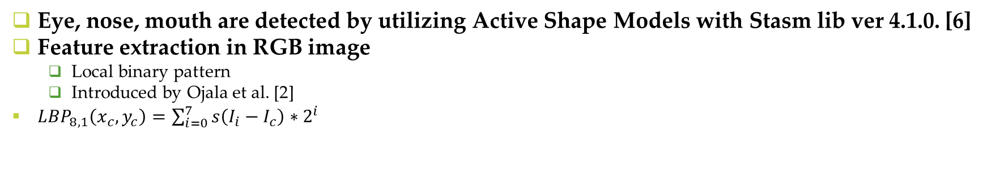 ❑ Eye, nose, mouth are detected by utilizing Active Shape Models with Stasm lib ver 4.1.0. [6]
❑ Feature extraction in RGB image
❑ Local binary pattern
❑ Introduced by Ojala et al. [2]
▪ $LBP_{8,1}(x_c, y_c) = \sum_{i=0}^{7} s(I_i - I_c) * 2^i$